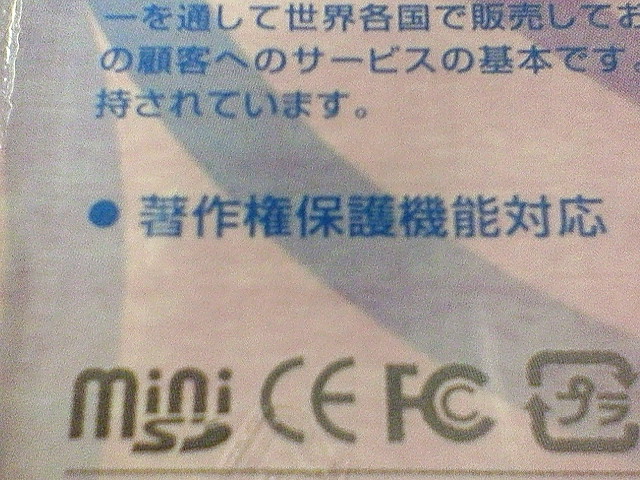 ーを通して世界各国で販売してお
の顧客へのサービスの基本です。
持されています。
● 著作権保護機能対応
mini SD CE FC プラ